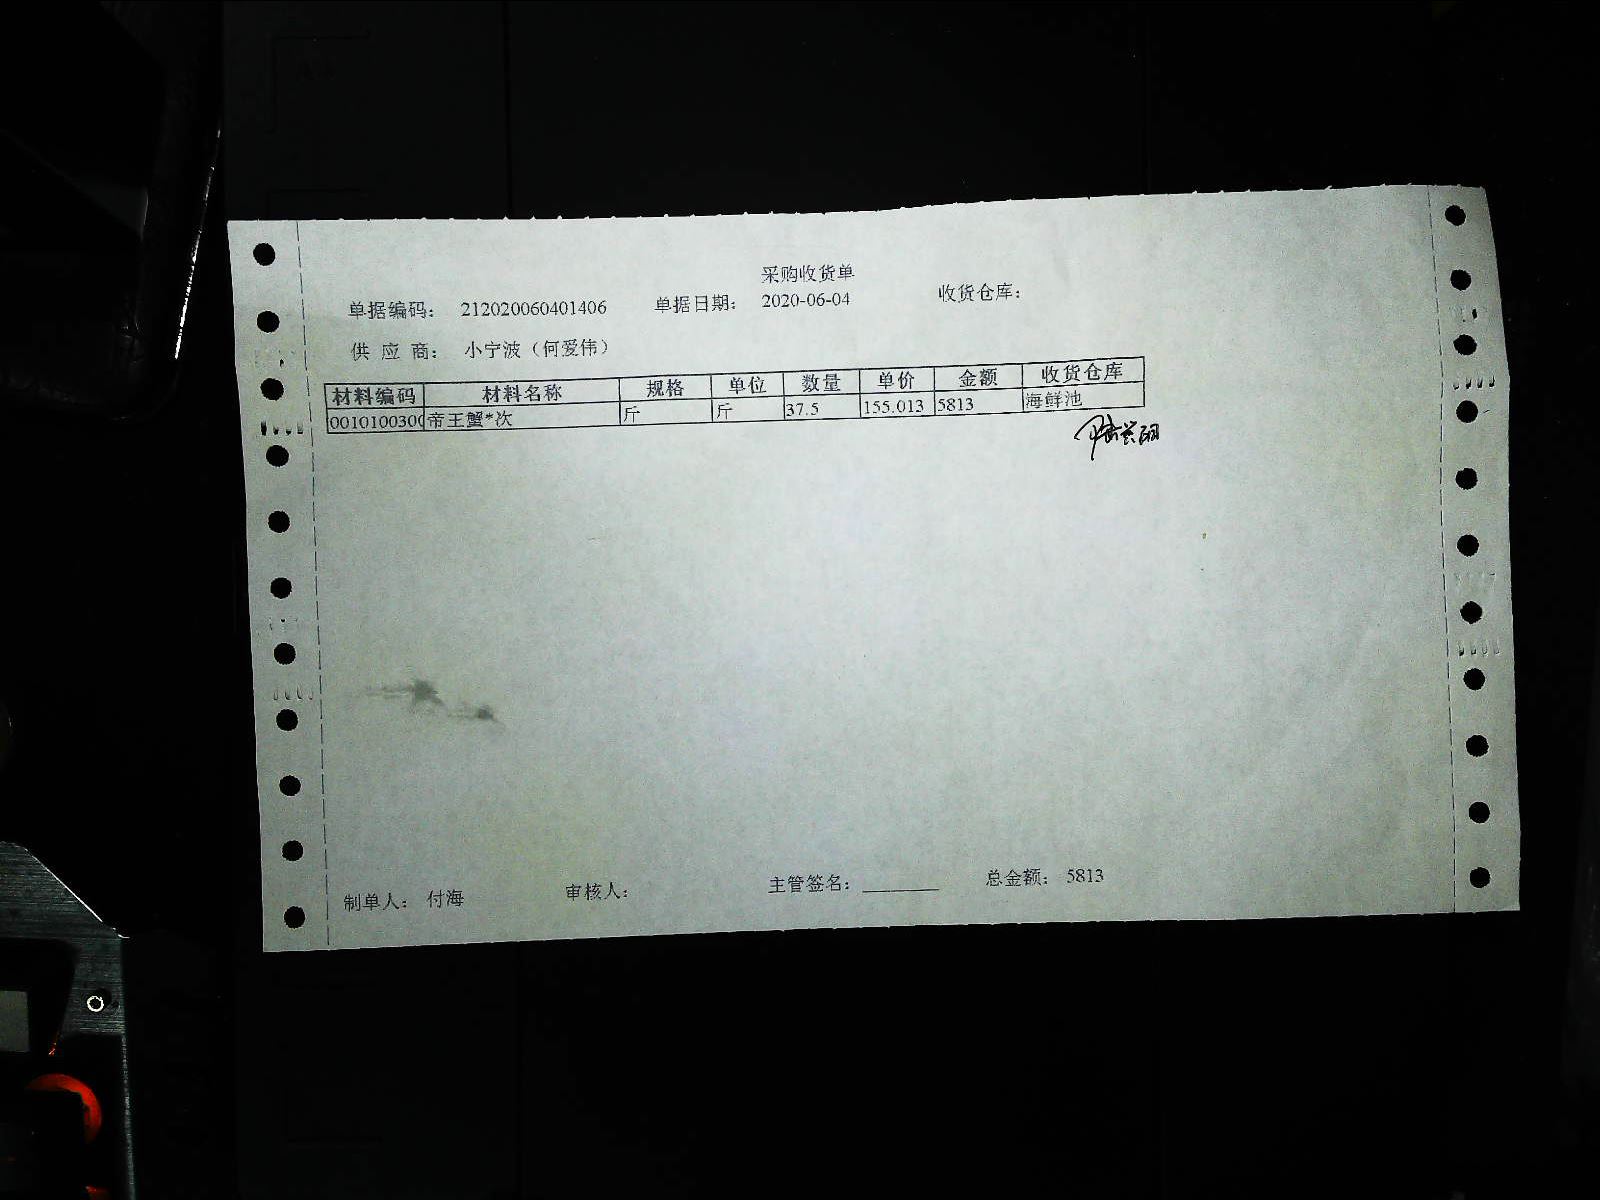 采购收货单
单据编码： 212020060401406 单据日期： 2020-06-04 收货仓库：
供 应 商： 小宁波（何爱伟）
材料编码 材料名称 规格 单位 数量 单价 金额 收货仓库
0010100300 帝王蟹*次 斤 斤 37.5 155.013 5813 海鲜池
制单人： 付海 审核人： 主管签名：________ 总金额： 5813